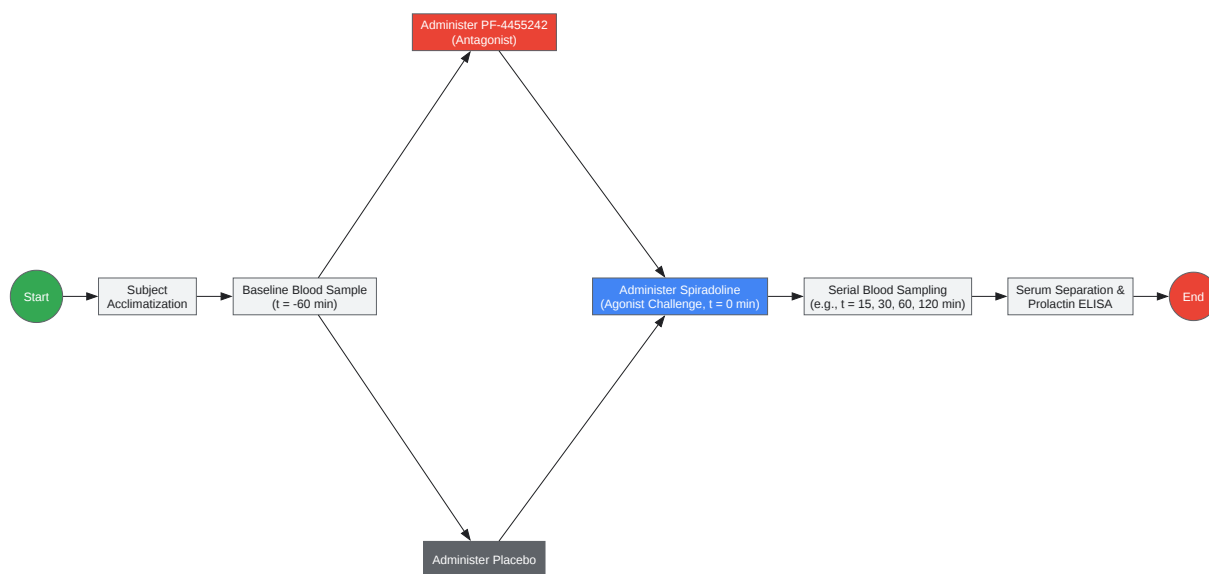 Administer PF-4455242
(Antagonist)
Start
Subject
Acclimatization
Baseline Blood Sample
(t = -60 min)
Administer Spiradoline
(Agonist Challenge, t = 0 min)
Serial Blood Sampling
(e.g., t = 15, 30, 60, 120 min)
Serum Separation &
Prolactin ELISA
End
Administer Placebo